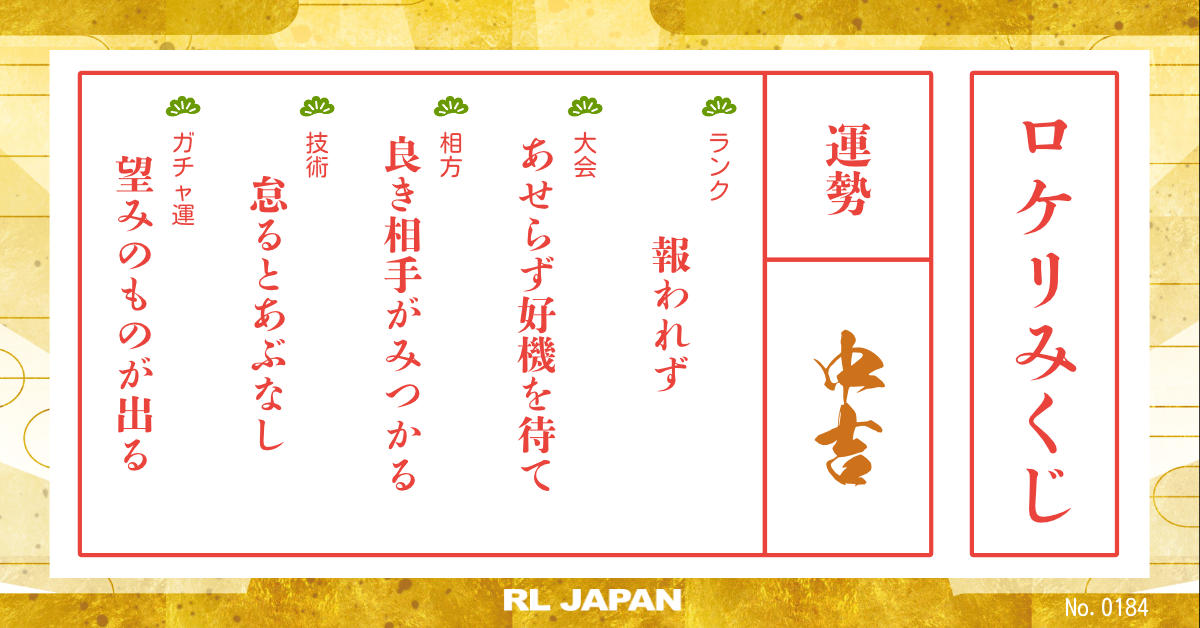 ロケリみくじ
運勢
中吉
ランク
報われず
大会
あせらず好機を待て
相方
良き相手がみつかる
技術
怠るとあぶなし
ガチャ運
望みのものが出る
RL JAPAN
No. 0184